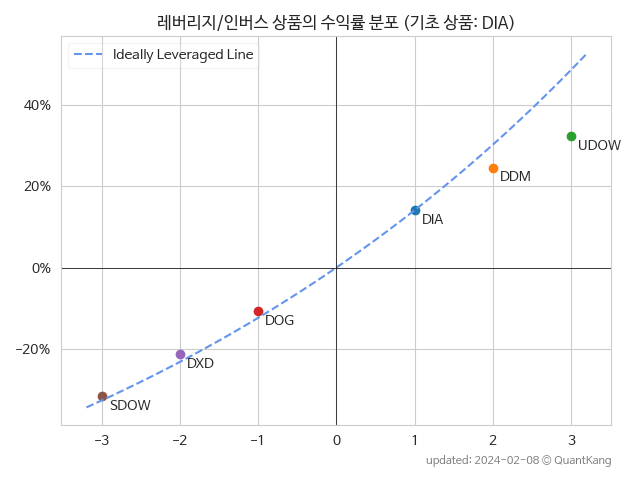 레버리지/인버스 상품의 수익률 분포 (기초 상품: DIA)
Ideally Leveraged Line
40%
20%
0%
−20%
UDOW
DDM
DIA
DOG
DXD
SDOW
−3 −2 −1 0 1 2 3
updated: 2024-02-08 © QuantKang